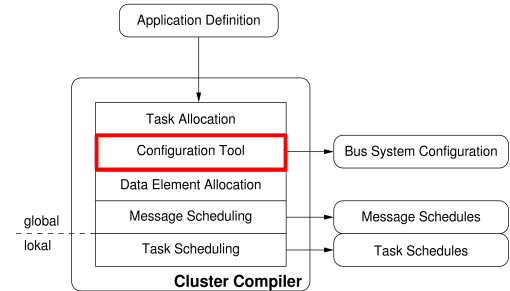 Application Definition
Task Allocation
Configuration Tool
Bus System Configuration
Data Element Allocation
global
Message Scheduling
Message Schedules
lokal
Task Scheduling
Task Schedules
Cluster Compiler